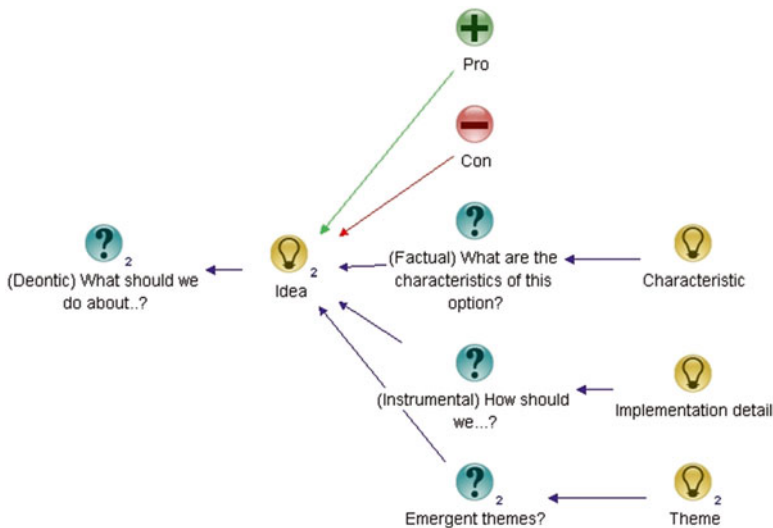 Pro
Con
2
(Deontic) What should we
do about..?
2
Idea
(Factual) What are the
characteristics of this
option?
Characteristic
(Instrumental) How should
we...?
Implementation detail
2
Emergent themes?
2
Theme